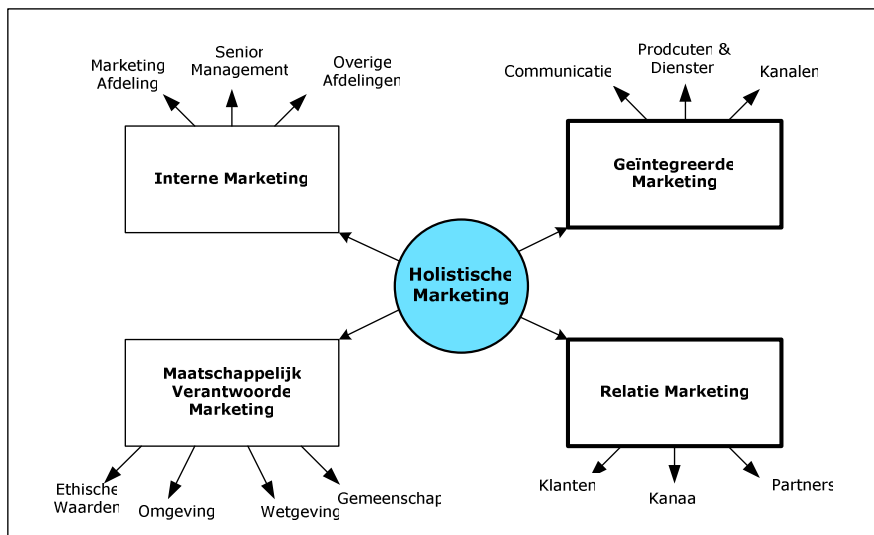 Marketing
Afdeling
Senior
Management
Overige
Afdelingen
Interne Marketing
Communicatie
Prodcuten &
Dienster
Kanalen
Geïntegreerde
Marketing
Holistische
Marketing
Maatschappelijk
Verantwoorde
Marketing
Ethische
Waarden
Omgeving
Wetgeving
Gemeenschap
Relatie Marketing
Klanten
Kanaa
Partners